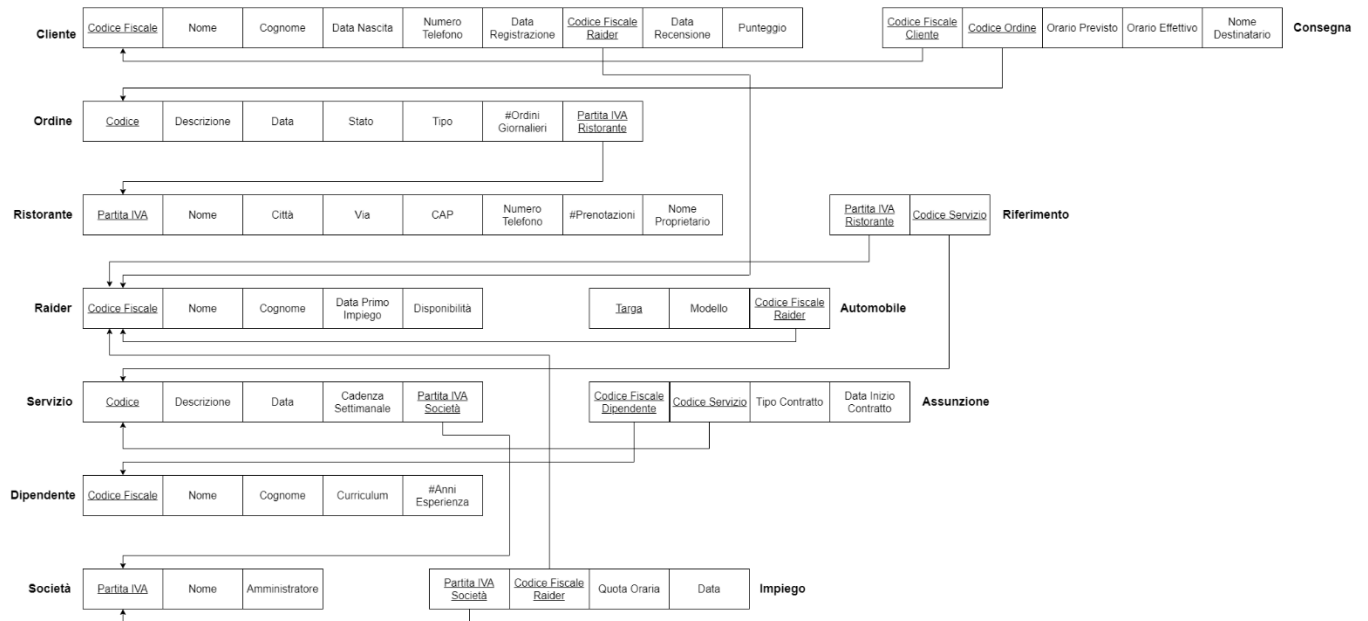 Cliente
Codice Fiscale
Nome
Cognome
Data Nascita
Numero
Telefono
Data
Registrazione
Codice Fiscale
Raider
Data
Recensione
Punteggio
Codice Fiscale
Cliente
Codice Ordine
Orario Previsto
Orario Effettivo
Nome
Destinatario
Consegna
Ordine
Codice
Descrizione
Data
Stato
Tipo
#Ordini
Giornalieri
Partita IVA
Ristorante
Ristorante
Partita IVA
Nome
Città
Via
CAP
Numero
Telefono
#Prenotazioni
Nome
Proprietario
Partita IVA
Ristorante
Codice Servizio
Riferimento
Raider
Codice Fiscale
Nome
Cognome
Data Primo
Impiego
Disponibilità
Targa
Modello
Codice Fiscale
Raider
Automobile
Servizio
Codice
Descrizione
Data
Cadenza
Settimanale
Partita IVA
Società
Codice Fiscale
Dipendente
Codice Servizio
Tipo Contratto
Data Inizio
Contratto
Assunzione
Dipendente
Codice Fiscale
Nome
Cognome
Curriculum
#Anni
Esperienza
Società
Partita IVA
Nome
Amministratore
Partita IVA
Società
Codice Fiscale
Raider
Quota Oraria
Data
Impiego